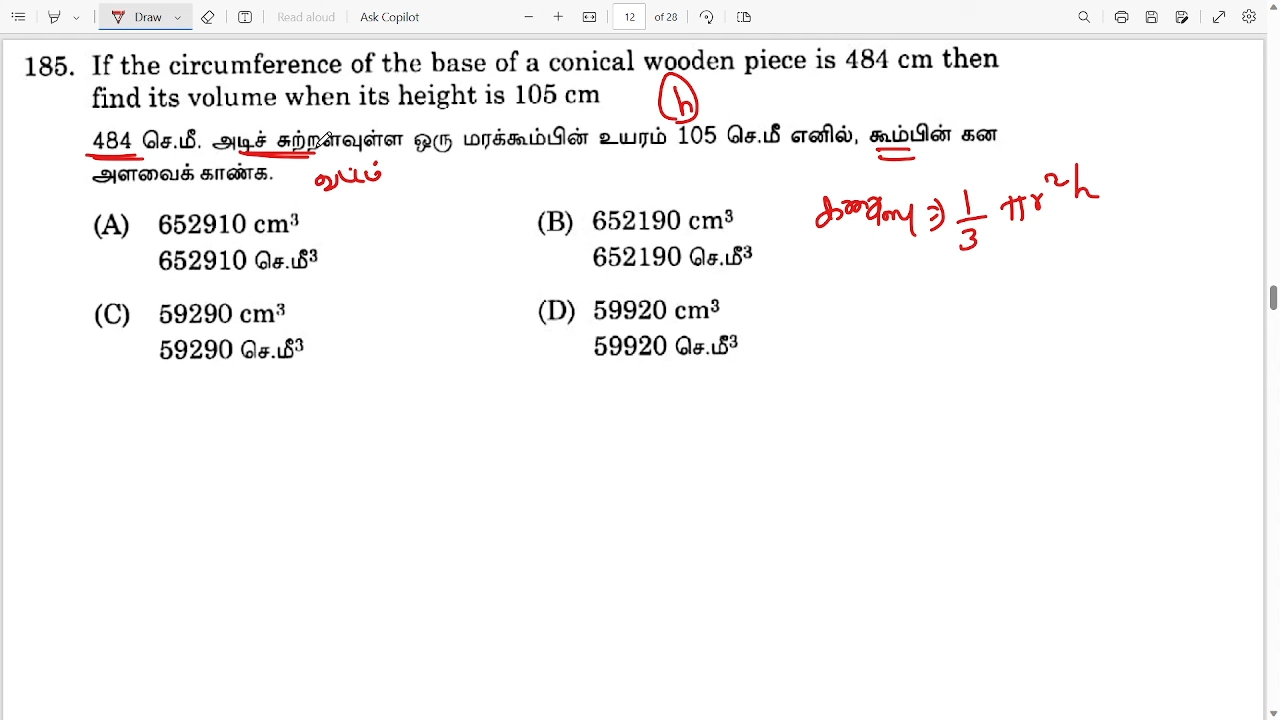 Draw
Read aloud
Ask Copilot
12
of 28
185. If the circumference of the base of a conical wooden piece is 484 cm then
find its volume when its height is 105 cm
h
484 செ.மீ. அடிச் சுற்றளவுள்ள ஒரு மரக்கூம்பின் உயரம் 105 செ.மீ எனில், கூம்பின் கன
அளவைக் காண்க.
வட்டம்
கனஅளவு ⇒ 1/3 πr²h
(A) 652910 cm³
652910 செ.மீ³
(B) 652190 cm³
652190 செ.மீ³
(C) 59290 cm³
59290 செ.மீ³
(D) 59920 cm³
59920 செ.மீ³